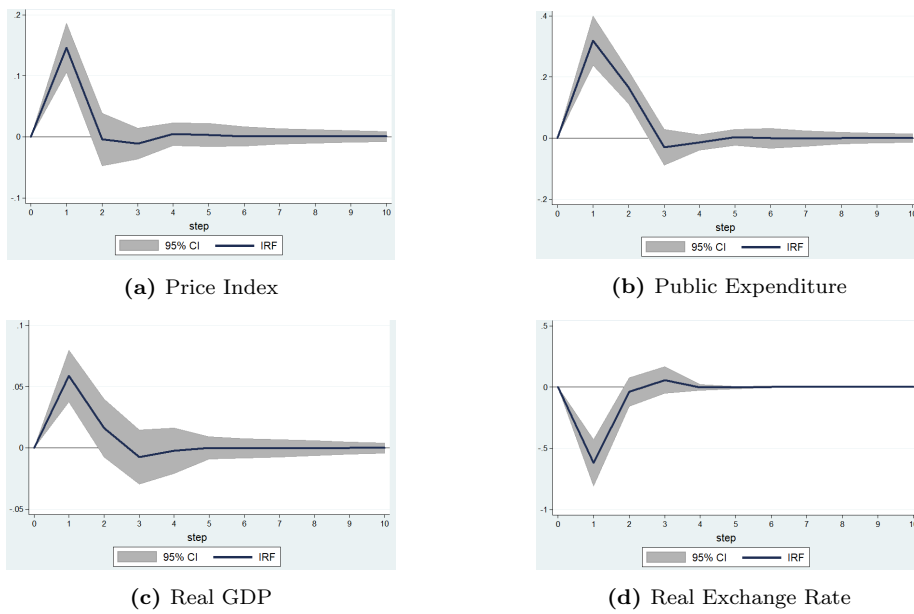 .2
.1
0
-.1
0 1 2 3 4 5 6 7 8 9 10
step
95% CI IRF
(a) Price Index
.4
.2
0
-.2
0 1 2 3 4 5 6 7 8 9 10
step
95% CI IRF
(b) Public Expenditure
.1
.05
0
-.05
0 1 2 3 4 5 6 7 8 9 10
step
95% CI IRF
(c) Real GDP
.5
0
-.5
-1
0 1 2 3 4 5 6 7 8 9 10
step
95% CI IRF
(d) Real Exchange Rate